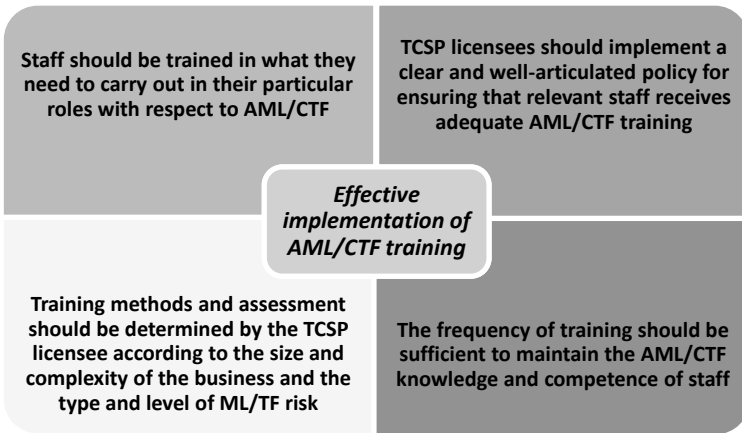 Staff should be trained in what they
need to carry out in their particular
roles with respect to AML/CTF
TCSP licensees should implement a
clear and well-articulated policy for
ensuring that relevant staff receives
adequate AML/CTF training
Effective
implementation of
AML/CTF training
Training methods and assessment
should be determined by the TCSP
licensee according to the size and
complexity of the business and the
type and level of ML/TF risk
The frequency of training should be
sufficient to maintain the AML/CTF
knowledge and competence of staff